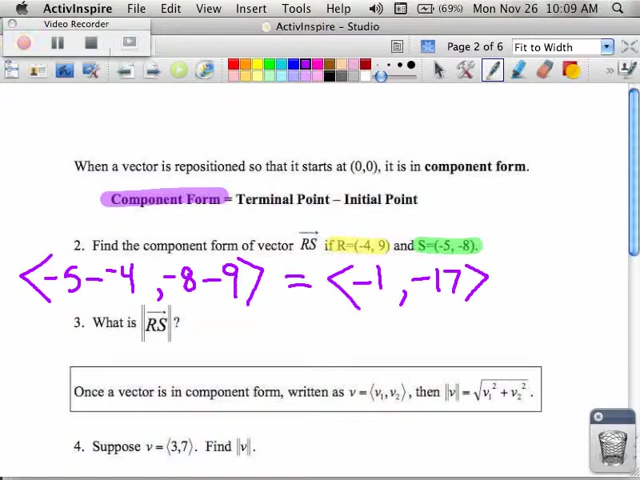 ActivInspire File Edit View Insert Tools Help (69%) Mon Nov 26 10:09 AM
Video Recorder
ActivInspire - Studio
Page 2 of 6 Fit to Width
When a vector is repositioned so that it starts at (0,0), it is in component form.
Component Form = Terminal Point – Initial Point
2. Find the component form of vector RS if R=(-4, 9) and S=(-5, -8).
<-5--4, -8-9> = <-1, -17>
3. What is ‖RS‖?
Once a vector is in component form, written as v = ⟨v₁,v₂⟩, then ‖v‖ = √v₁² + v₂².
4. Suppose v = ⟨3,7⟩. Find ‖v‖.